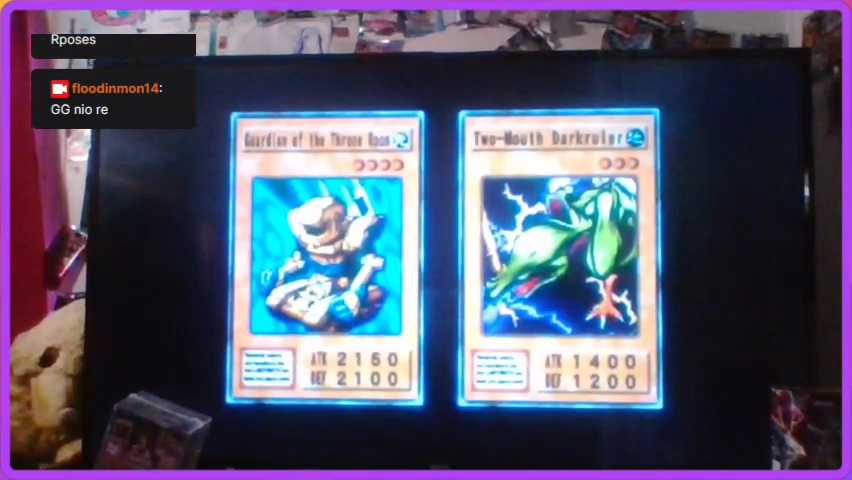 Rposes
floodinmon14:
GG nio re
Guardian of the Throne Room
Two-Mouth Darkruler
ATK 2150
DEF 2100
ATK 1400
DEF 1200